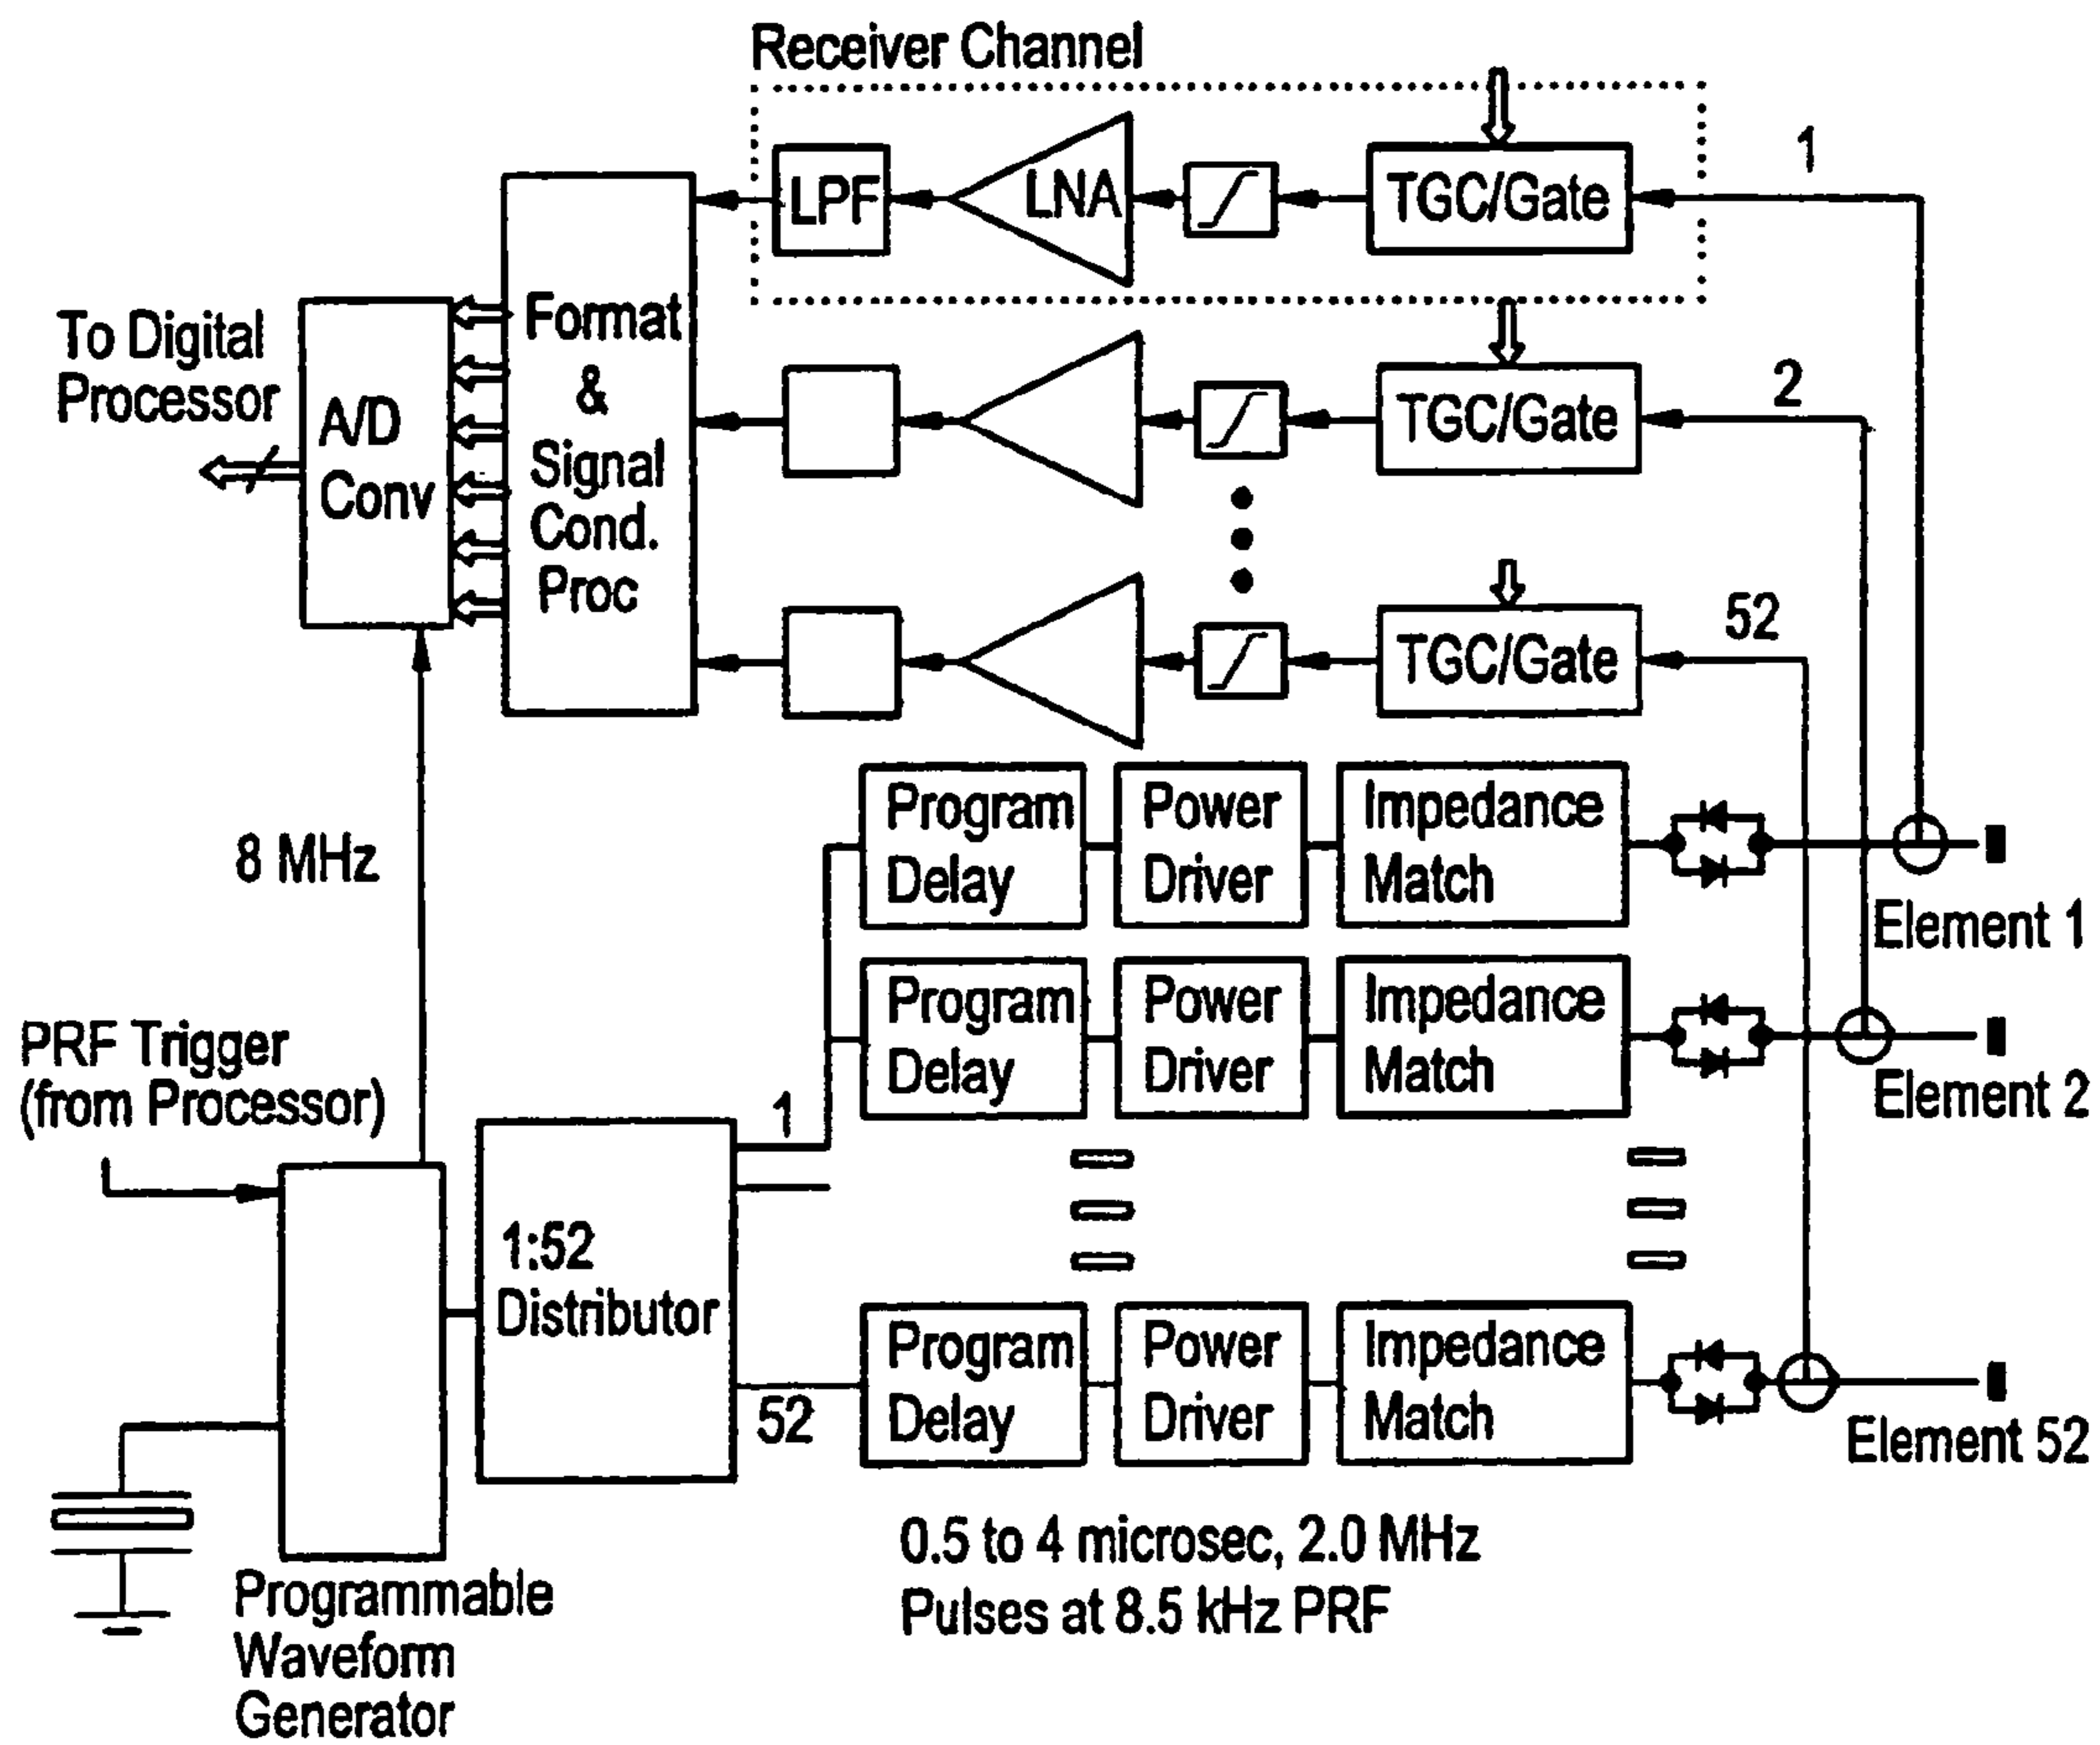 Receiver Channel
LPF
LNA
TGC/Gate
1
To Digital
Processor
A/D
Conv
Format
&
Signal
Cond.
Proc
TGC/Gate
2
TGC/Gate
52
8 MHz
Program
Delay
Power
Driver
Impedance
Match
Element 1
Program
Delay
Power
Driver
Impedance
Match
Element 2
PRF Trigger
(from Processor)
1
1:52
Distributor
52
Program
Delay
Power
Driver
Impedance
Match
Element 52
Programmable
Waveform
Generator
0.5 to 4 microsec, 2.0 MHz
Pulses at 8.5 kHz PRF